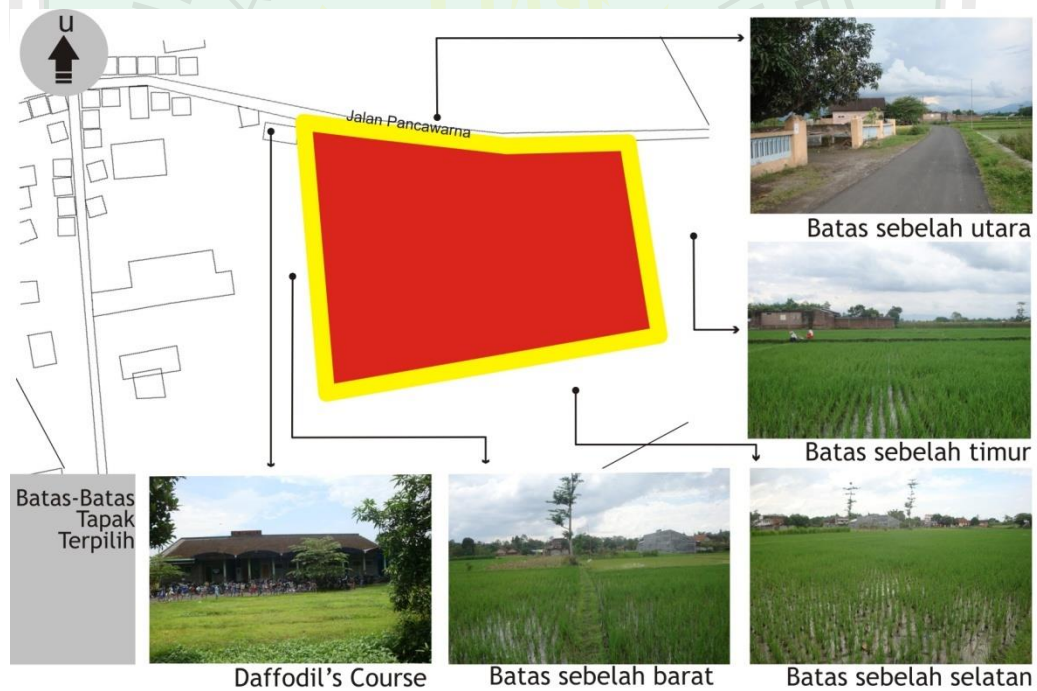 u
Jalan Pancawarna
Batas sebelah utara
Batas sebelah timur
Batas-Batas
Tapak
Terpilih
Daffodil's Course
Batas sebelah barat
Batas sebelah selatan